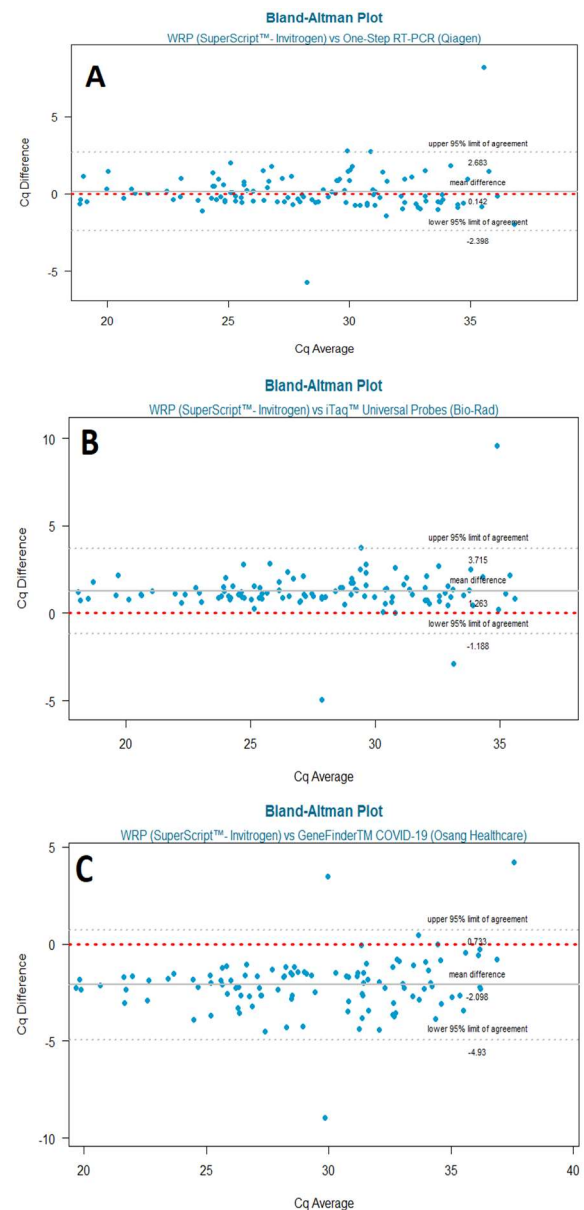 Bland-Altman Plot
WRP (SuperScript™- Invitrogen) vs One-Step RT-PCR (Qiagen)
A
Cq Difference
5
0
-5
upper 95% limit of agreement
2.683
mean difference
0.142
lower 95% limit of agreement
-2.398
20 25 30 35
Cq Average
Bland-Altman Plot
WRP (SuperScript™- Invitrogen) vs iTaq™ Universal Probes (Bio-Rad)
B
Cq Difference
10
5
0
-5
upper 95% limit of agreement
3.715
mean difference
1.263
lower 95% limit of agreement
-1.188
20 25 30 35
Cq Average
Bland-Altman Plot
WRP (SuperScript™- Invitrogen) vs GeneFinderTM COVID-19 (Osang Healthcare)
C
Cq Difference
5
0
-5
-10
upper 95% limit of agreement
0.733
mean difference
-2.098
lower 95% limit of agreement
-4.93
20 25 30 35 40
Cq Average